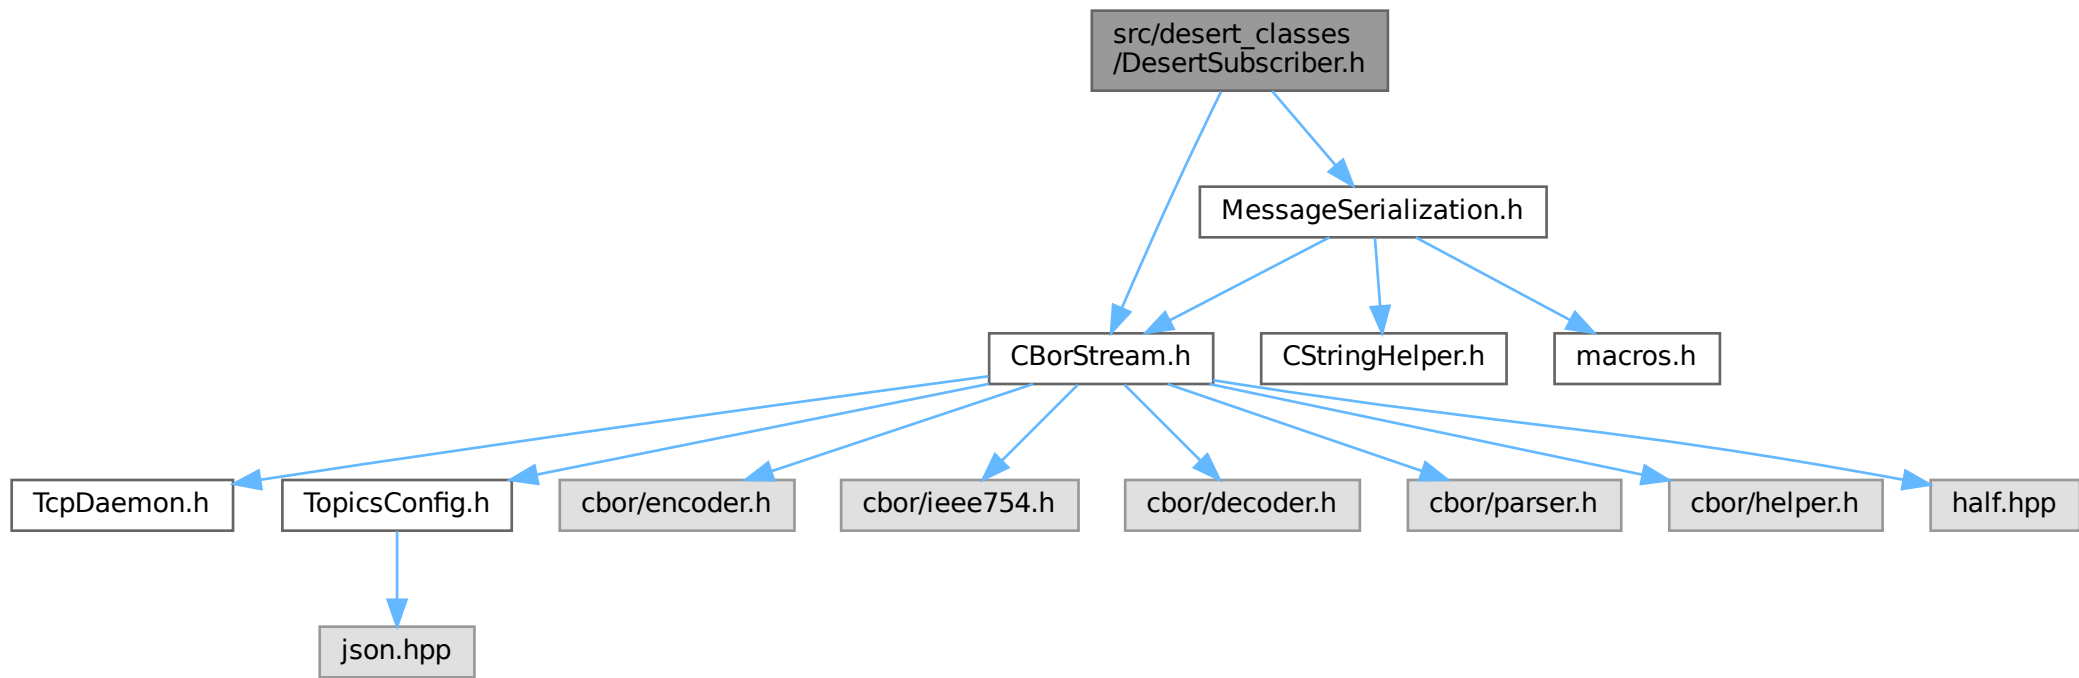 src/desert_classes
/DesertSubscriber.h
MessageSerialization.h
CBorStream.h
CStringHelper.h
macros.h
TcpDaemon.h
TopicsConfig.h
cbor/encoder.h
cbor/ieee754.h
cbor/decoder.h
cbor/parser.h
cbor/helper.h
half.hpp
json.hpp